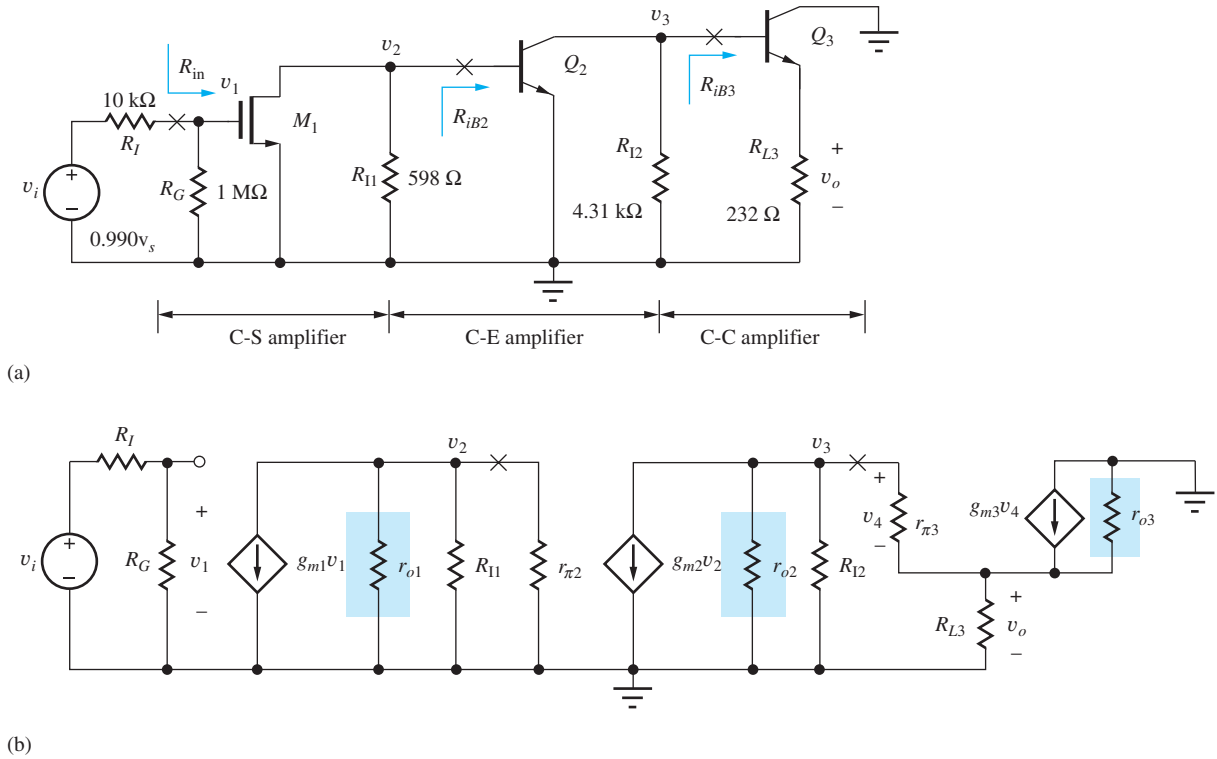 v3
Q3
v2
Rin
v1
Q2
RiB3
10 kΩ
RiB2
M1
RI
RI2
RL3
+
RI1
vi
+
−
RG
1 MΩ
598 Ω
vo
−
4.31 kΩ
232 Ω
0.990vs
C-S amplifier
C-E amplifier
C-C amplifier
(a)
RI
v2
v3
+
v4
−
rπ3
gm3v4
ro3
+
vi
+
−
RG
v1
−
gm1v1
ro1
RI1
rπ2
gm2v2
ro2
RI2
RL3
+
vo
−
(b)